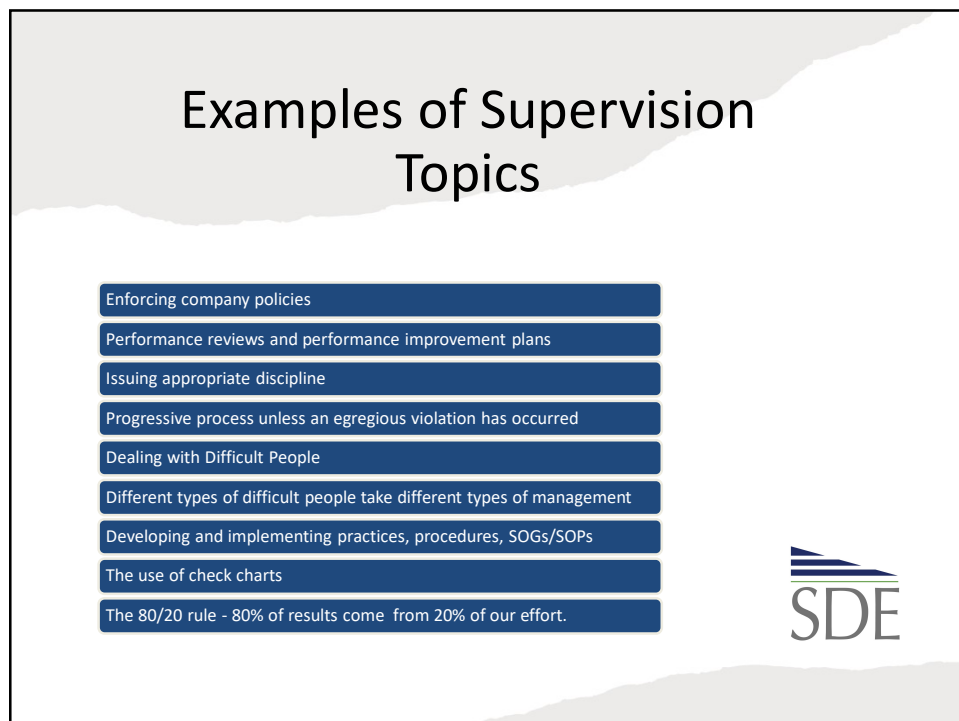 Examples of Supervision
Topics
Enforcing company policies
Performance reviews and performance improvement plans
Issuing appropriate discipline
Progressive process unless an egregious violation has occurred
Dealing with Difficult People
Different types of difficult people take different types of management
Developing and implementing practices, procedures, SOGs/SOPs
The use of check charts
The 80/20 rule - 80% of results come  from 20% of our effort.
SDE